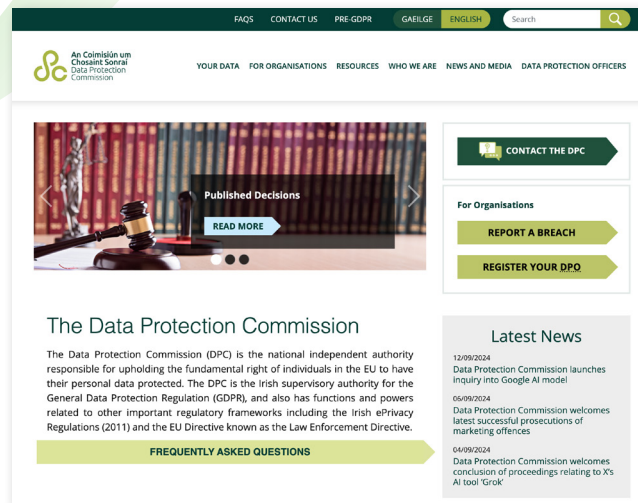 FAQS CONTACT US PRE-GDPR GAEILGE ENGLISH Search
An Coimisiún um
Chosaint Sonraí
Data Protection
Commission
YOUR DATA FOR ORGANISATIONS RESOURCES WHO WE ARE NEWS AND MEDIA DATA PROTECTION OFFICERS
Published Decisions
READ MORE
CONTACT THE DPC
For Organisations
REPORT A BREACH
REGISTER YOUR DPO
The Data Protection Commission
The Data Protection Commission (DPC) is the national independent authority
responsible for upholding the fundamental right of individuals in the EU to have
their personal data protected. The DPC is the Irish supervisory authority for the
General Data Protection Regulation (GDPR), and also has functions and powers
related to other important regulatory frameworks including the Irish ePrivacy
Regulations (2011) and the EU Directive known as the Law Enforcement Directive.
FREQUENTLY ASKED QUESTIONS
Latest News
12/09/2024
Data Protection Commission launches
inquiry into Google AI model
06/09/2024
Data Protection Commission welcomes
latest successful prosecutions of
marketing offences
04/09/2024
Data Protection Commission welcomes
conclusion of proceedings relating to X's
AI tool 'Grok'